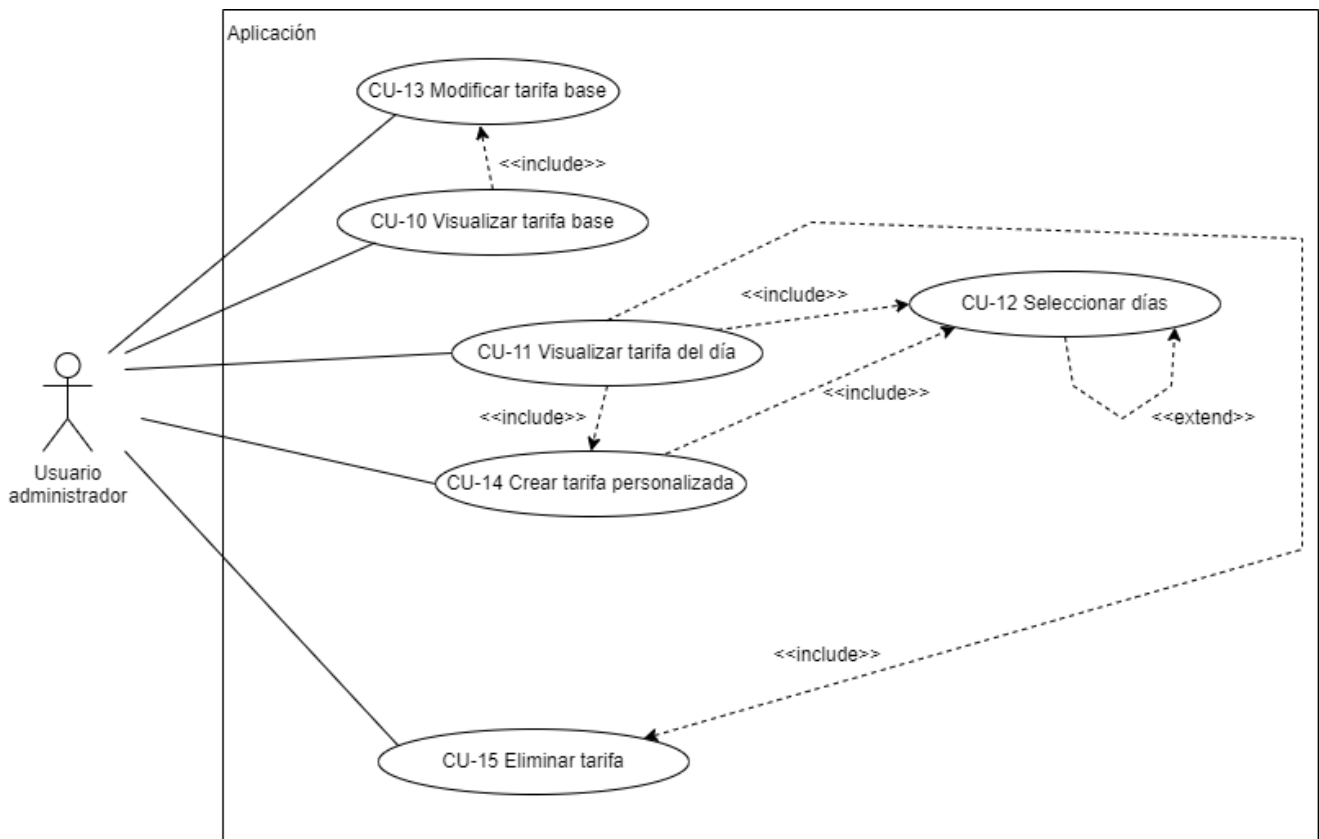 Aplicación
CU-13 Modificar tarifa base
<<include>>
CU-10 Visualizar tarifa base
<<include>>
CU-12 Seleccionar días
CU-11 Visualizar tarifa del día
<<include>>
<<include>>
<<extend>>
CU-14 Crear tarifa personalizada
Usuario
administrador
<<include>>
CU-15 Eliminar tarifa